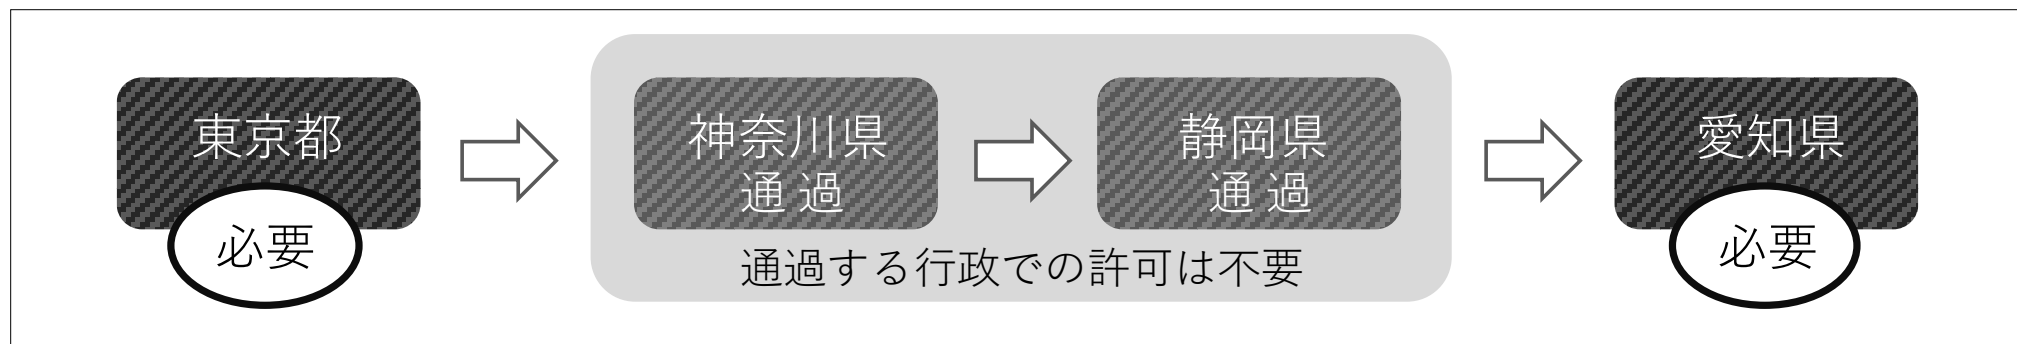 東京都
必要
神奈川県
通過
静岡県
通過
通過する行政での許可は不要
愛知県
必要